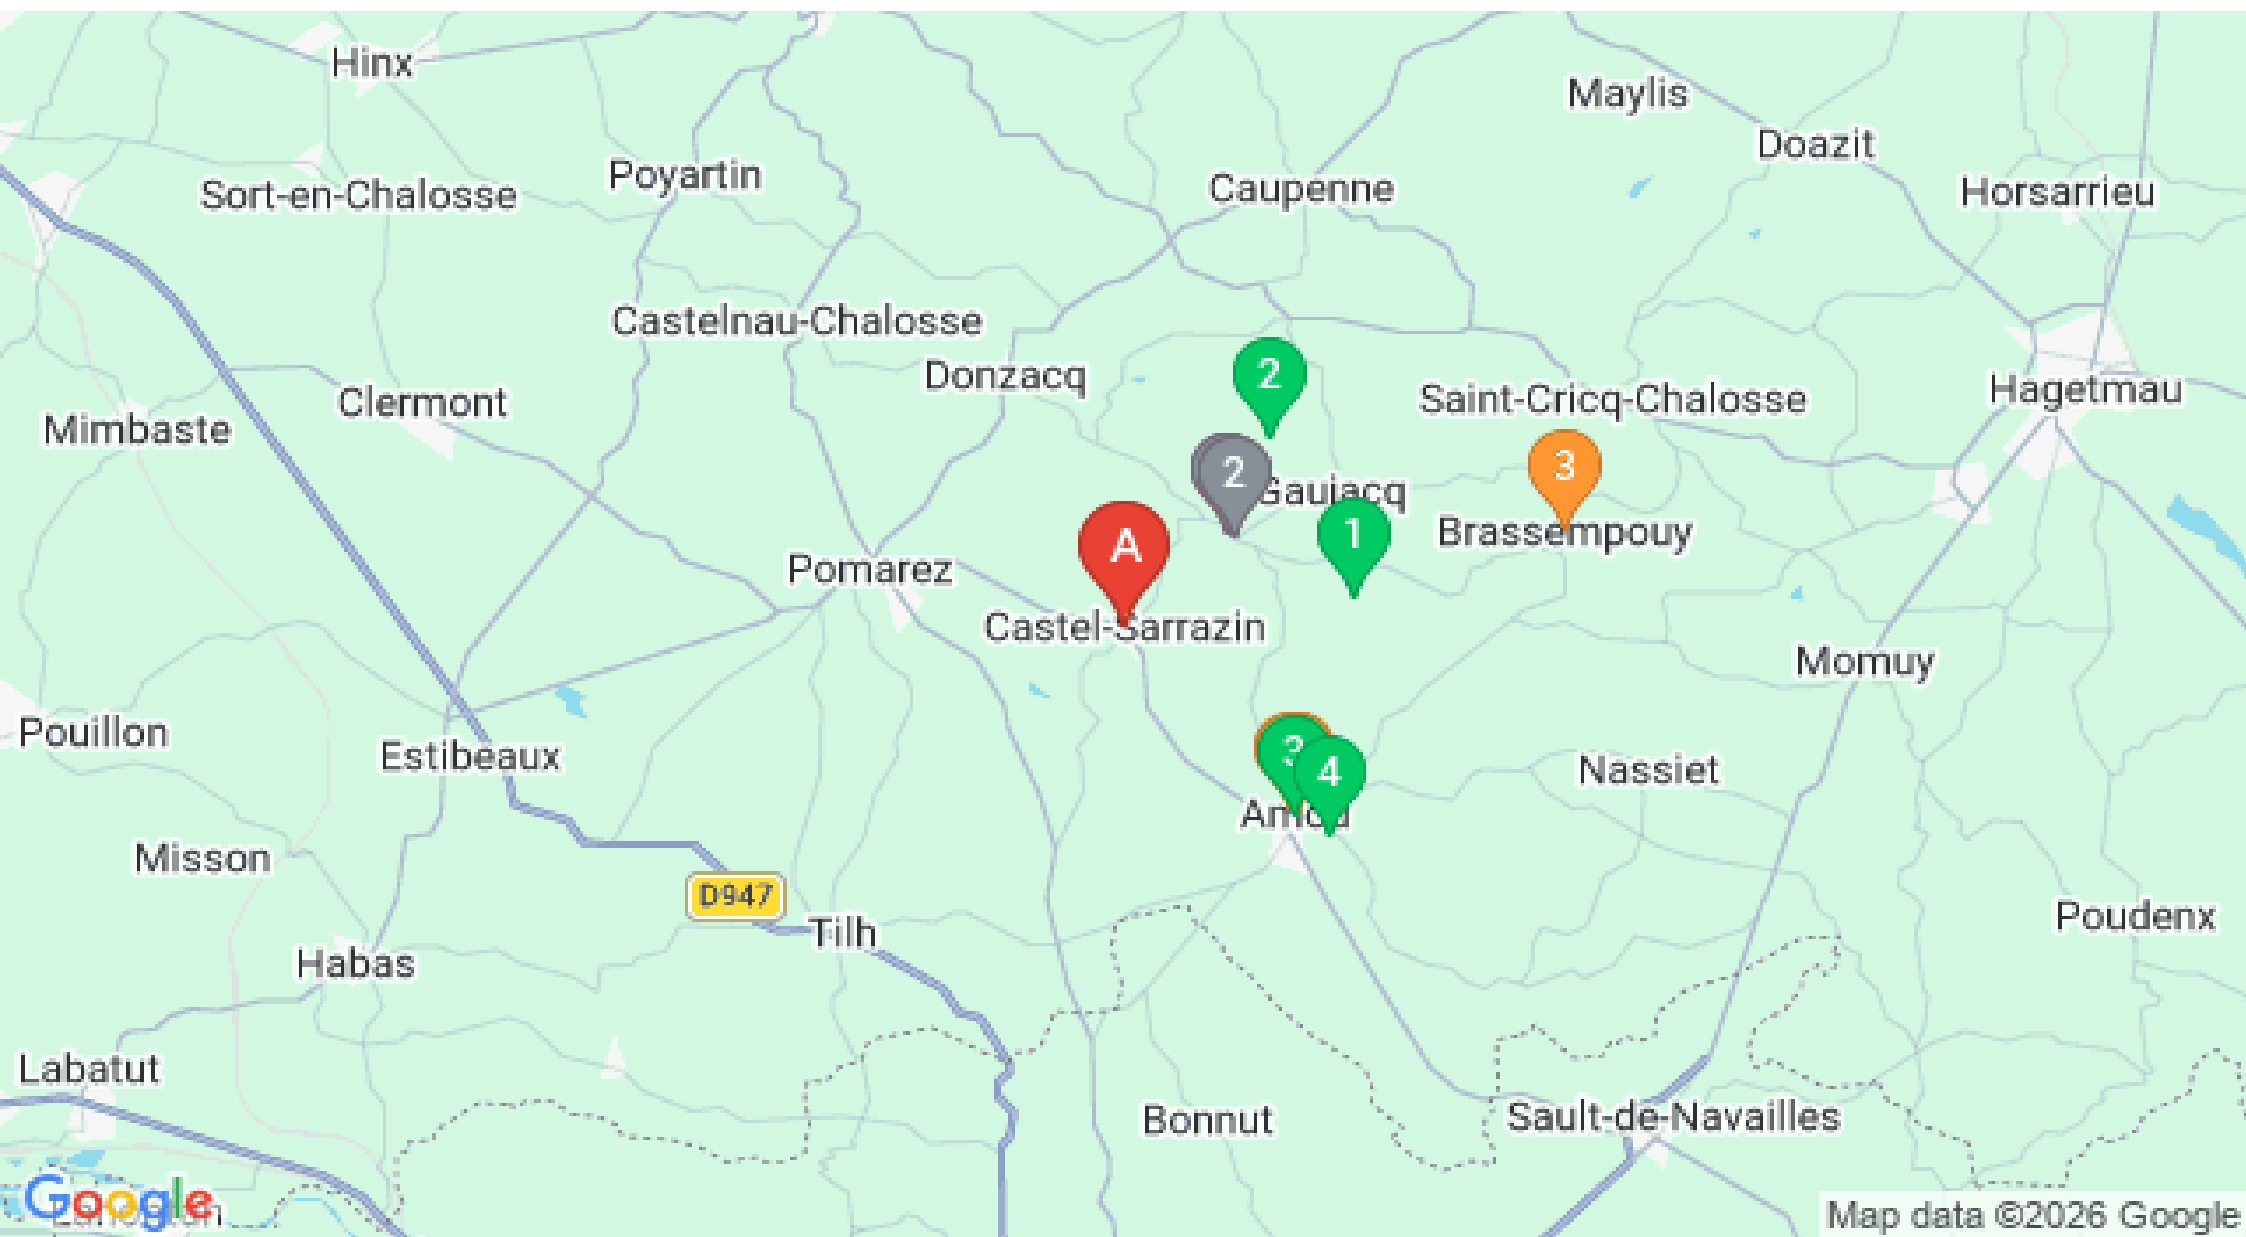 Hinx
Maylis
Doazit
Poyartin
Sort-en-Chalosse
Caupenne
Horsarrieu
Castelnau-Chalosse
Donzacq
2
Saint-Cricq-Chalosse
Hagetmau
Clermont
Mimbaste
2
Gaujacq
3
Brassempouy
1
A
Pomarez
Castel-Sarrazin
Momuy
Pouillon
Estibeaux
3
4
Nassiet
Amou
Misson
D947
Tilh
Poudenx
Habas
Labatut
Bonnut
Sault-de-Navailles
Google
Map data ©2026 Google